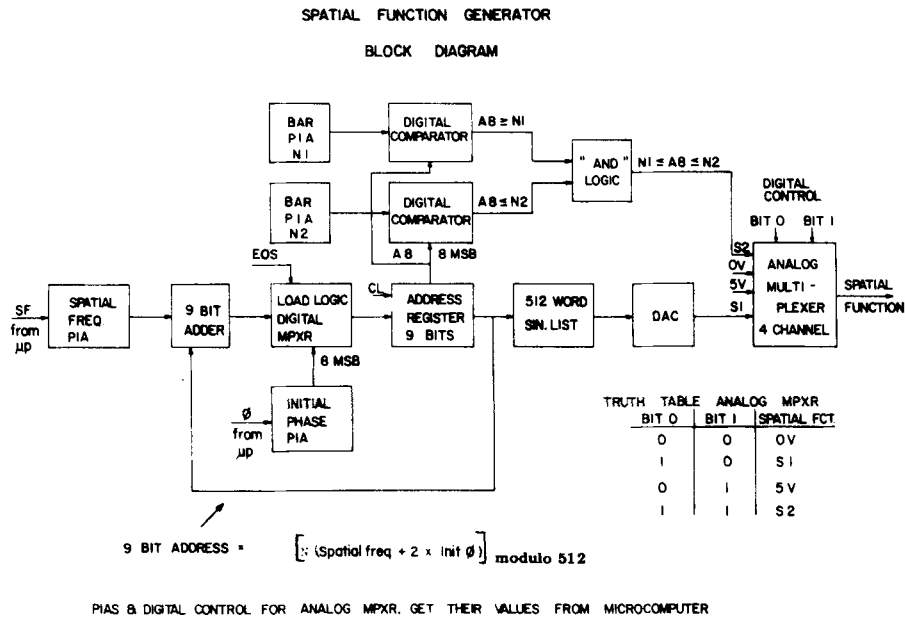 SPATIAL FUNCTION GENERATOR
BLOCK DIAGRAM
BAR
PIA
N1
DIGITAL
COMPARATOR
A8 ≥ N1
" AND "
LOGIC
N1 ≤ A8 ≤ N2
BAR
PIA
N2
DIGITAL
COMPARATOR
A8 ≤ N2
DIGITAL
CONTROL
BIT 0 BIT 1
EOS
A8
8 MSB
S2
0V
5V
S1
ANALOG
MULTI-
PLEXER
4 CHANNEL
SPATIAL
FUNCTION
SF
from
µp
SPATIAL
FREQ.
PIA
9 BIT
ADDER
LOAD LOGIC
DIGITAL
MPXR
CL
ADDRESS
REGISTER
9 BITS
512 WORD
SIN. LIST
DAC
8 MSB
Ø
from
µp
INITIAL
PHASE
PIA
TRUTH TABLE ANALOG MPXR
BIT 0 BIT 1 SPATIAL FCT.
0 0 0V
1 0 S1
0 1 5V
1 1 S2
9 BIT ADDRESS = [ (Spatial freq + 2 x Init Ø)] modulo 512
PIAS & DIGITAL CONTROL FOR ANALOG MPXR. GET THEIR VALUES FROM MICROCOMPUTER